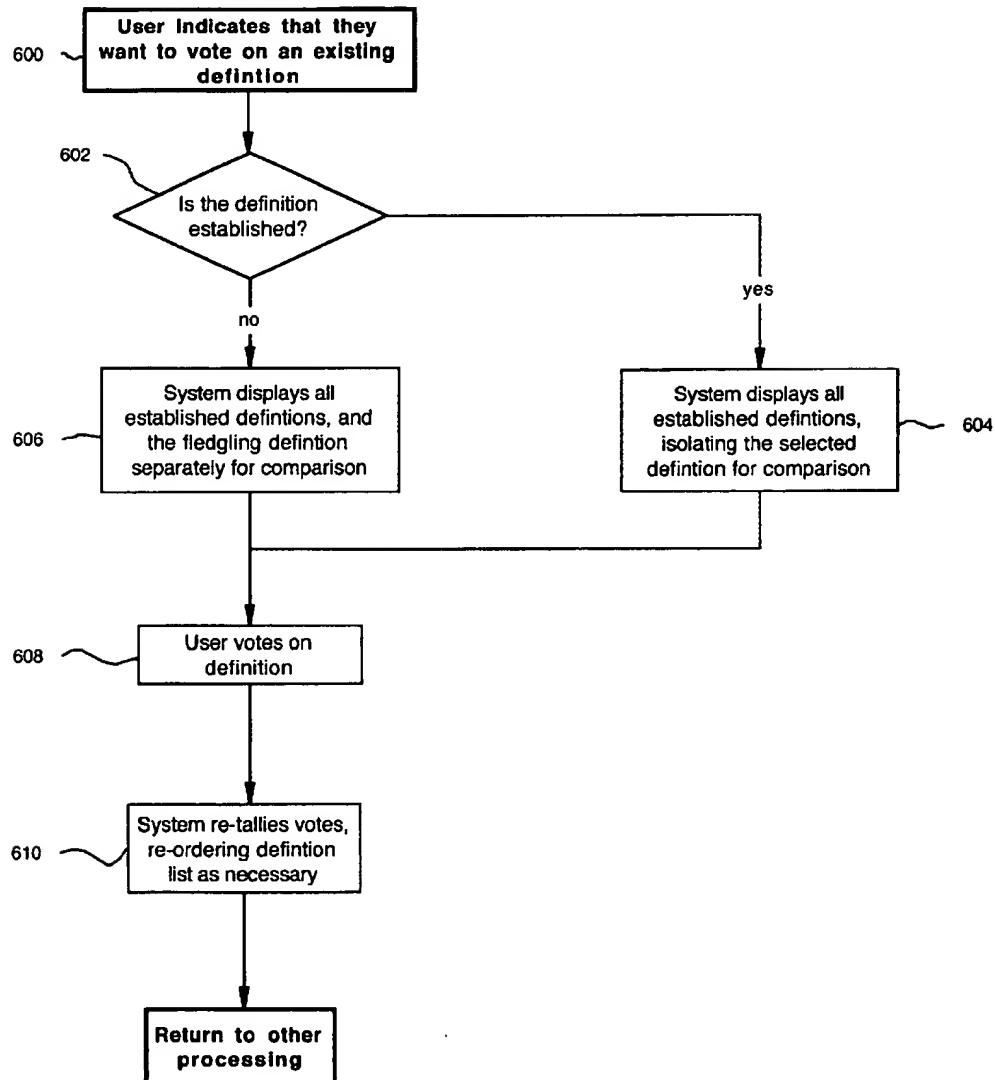 User indicates that they
want to vote on an existing
defintion
600
602
Is the definition
established?
yes
no
System displays all
established defintions, and
the fledgling defintion
separately for comparison
606
System displays all
established defintions,
isolating the selected
defintion for comparison
604
User votes on
definition
608
System re-tallies votes,
re-ordering defintion
list as necessary
610
Return to other
processing